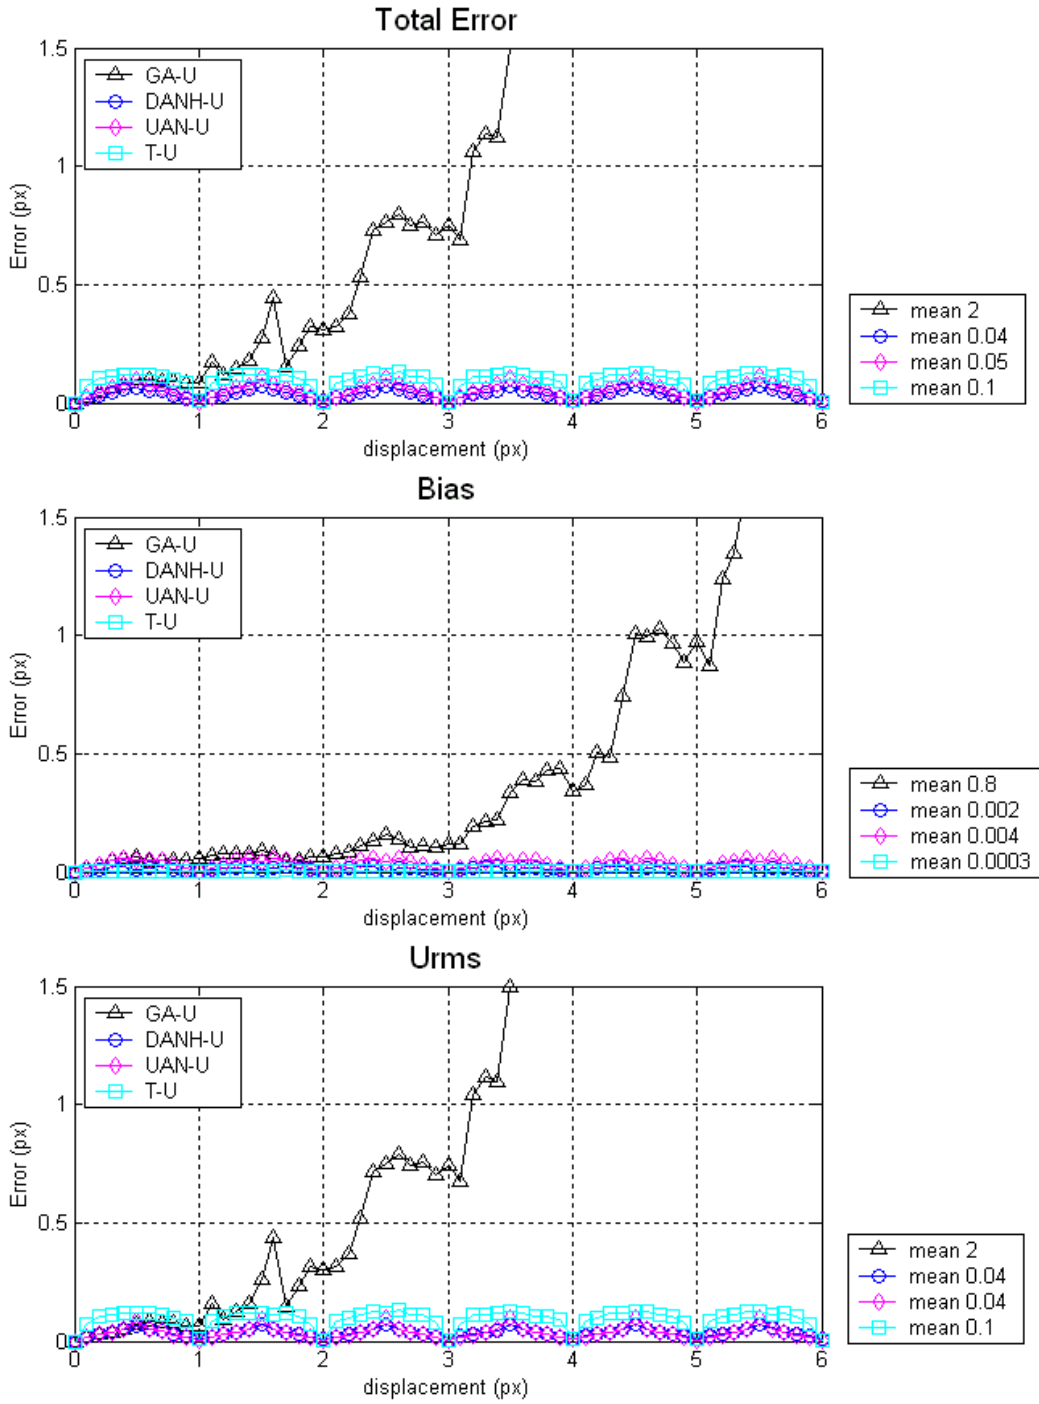 Total Error
1.5
GA-U
DANH-U
UAN-U
T-U
1
Error (px)
0.5
mean 2
mean 0.04
mean 0.05
mean 0.1
0
0 1 2 3 4 5 6
displacement (px)
Bias
1.5
GA-U
DANH-U
UAN-U
T-U
1
Error (px)
0.5
mean 0.8
mean 0.002
mean 0.004
mean 0.0003
0
0 1 2 3 4 5 6
displacement (px)
Urms
1.5
GA-U
DANH-U
UAN-U
T-U
1
Error (px)
0.5
mean 2
mean 0.04
mean 0.04
mean 0.1
0
0 1 2 3 4 5 6
displacement (px)